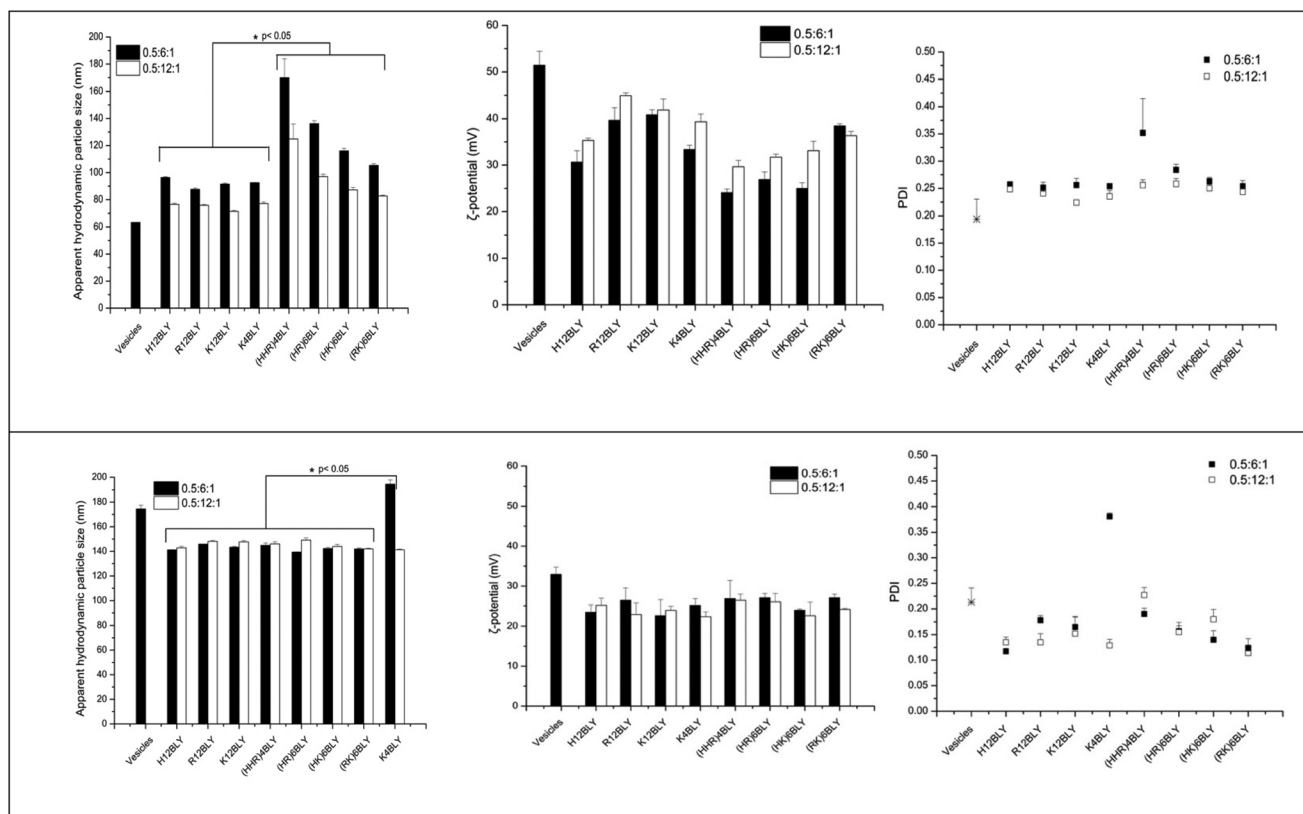 Apparent hydrodynamic particle size (nm)
200
180
160
140
120
100
80
60
40
20
0
0.5:6:1
0.5:12:1
* p< 0.05
Vesicles
H12BLY
R12BLY
K12BLY
K4BLY
(HHR)4BLY
(HR)6BLY
(HK)6BLY
(RK)6BLY
ζ-potential (mV)
60
50
40
30
20
10
0
0.5:6:1
0.5:12:1
Vesicles
H12BLY
R12BLY
K12BLY
K4BLY
(HHR)4BLY
(HR)6BLY
(HK)6BLY
(RK)6BLY
PDI
0.50
0.45
0.40
0.35
0.30
0.25
0.20
0.15
0.10
0.05
0.00
0.5:6:1
0.5:12:1
Vesicles
H12BLY
R12BLY
K12BLY
K4BLY
(HHR)4BLY
(HR)6BLY
(HK)6BLY
(RK)6BLY
Apparent hydrodynamic particle size (nm)
200
180
160
140
120
100
80
60
40
20
0
0.5:6:1
0.5:12:1
* p< 0.05
Vesicles
H12BLY
R12BLY
K12BLY
(HHR)4BLY
(HR)6BLY
(HK)6BLY
(RK)6BLY
K4BLY
ζ-potential (mV)
60
50
40
30
20
10
0
0.5:6:1
0.5:12:1
Vesicles
H12BLY
R12BLY
K12BLY
K4BLY
(HHR)4BLY
(HR)6BLY
(HK)6BLY
(RK)6BLY
PDI
0.50
0.45
0.40
0.35
0.30
0.25
0.20
0.15
0.10
0.05
0.00
0.5:6:1
0.5:12:1
Vesicles
H12BLY
R12BLY
K12BLY
K4BLY
(HHR)4BLY
(HR)6BLY
(HK)6BLY
(RK)6BLY